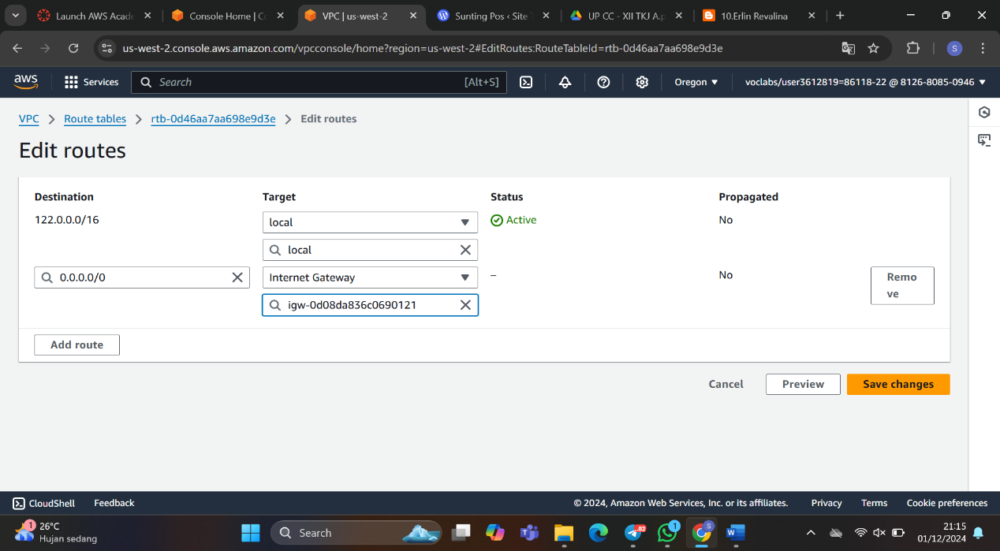 Launch AWS Acade
Console Home | Co
VPC | us-west-2
Sunting Pos ‹ Site T
UP CC - XII TKJ A.p
10.Erlin Revalina
us-west-2.console.aws.amazon.com/vpcconsole/home?region=us-west-2#EditRoutes:RouteTableId=rtb-0d46aa7aa698e9d3e
S
aws
Services
Search
[Alt+S]
Oregon
voclabs/user3612819=86118-22 @ 8126-8085-0946
VPC
Route tables
rtb-0d46aa7aa698e9d3e
Edit routes
Edit routes
Destination
Target
Status
Propagated
122.0.0.0/16
local
Active
No
local
0.0.0.0/0
Internet Gateway
–
No
Remo
ve
igw-0d08da836c0690121
Add route
Cancel
Preview
Save changes
CloudShell
Feedback
© 2024, Amazon Web Services, Inc. or its affiliates.
Privacy
Terms
Cookie preferences
1
26°C
Hujan sedang
Search
02
1
S
21:15
01/12/2024